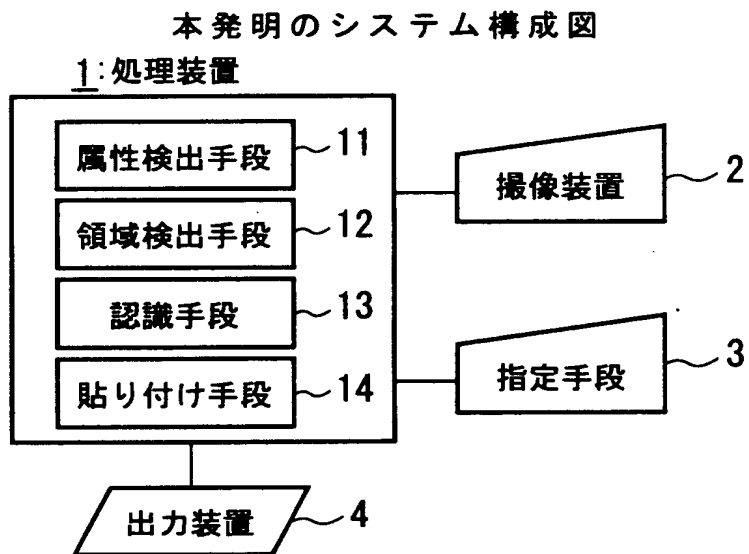 本発明のシステム構成図
1:処理装置
属性検出手段 11
領域検出手段 12
認識手段 13
貼り付け手段 14
撮像装置 2
指定手段 3
出力装置 4